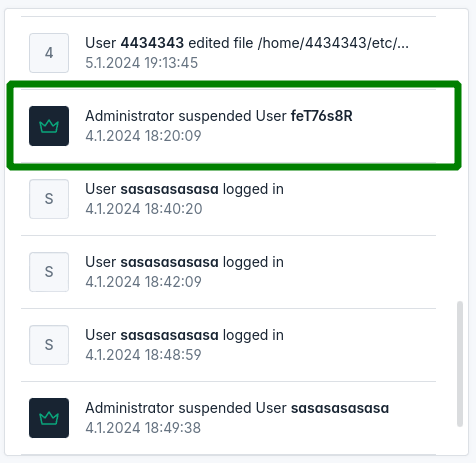 4
User 4434343 edited file /home/4434343/etc/...
5.1.2024 19:13:45
Administrator suspended User feT76s8R
4.1.2024 18:20:09
S
User sasasasasasa logged in
4.1.2024 18:40:20
S
User sasasasasasa logged in
4.1.2024 18:42:09
S
User sasasasasasa logged in
4.1.2024 18:48:59
Administrator suspended User sasasasasasa
4.1.2024 18:49:38